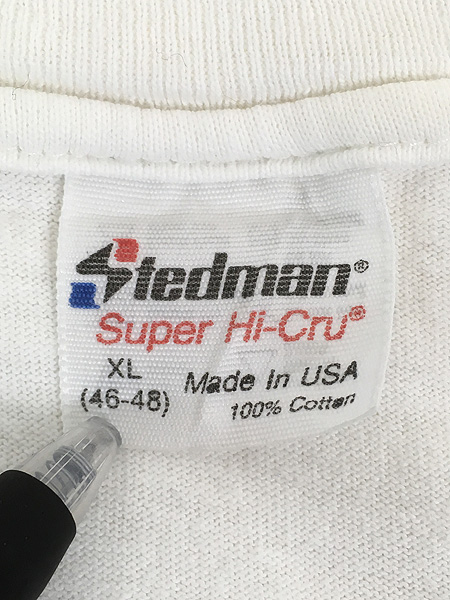 Stedman®
Super Hi-Cru®
XL
(46-48)
Made In USA
100% Cotton